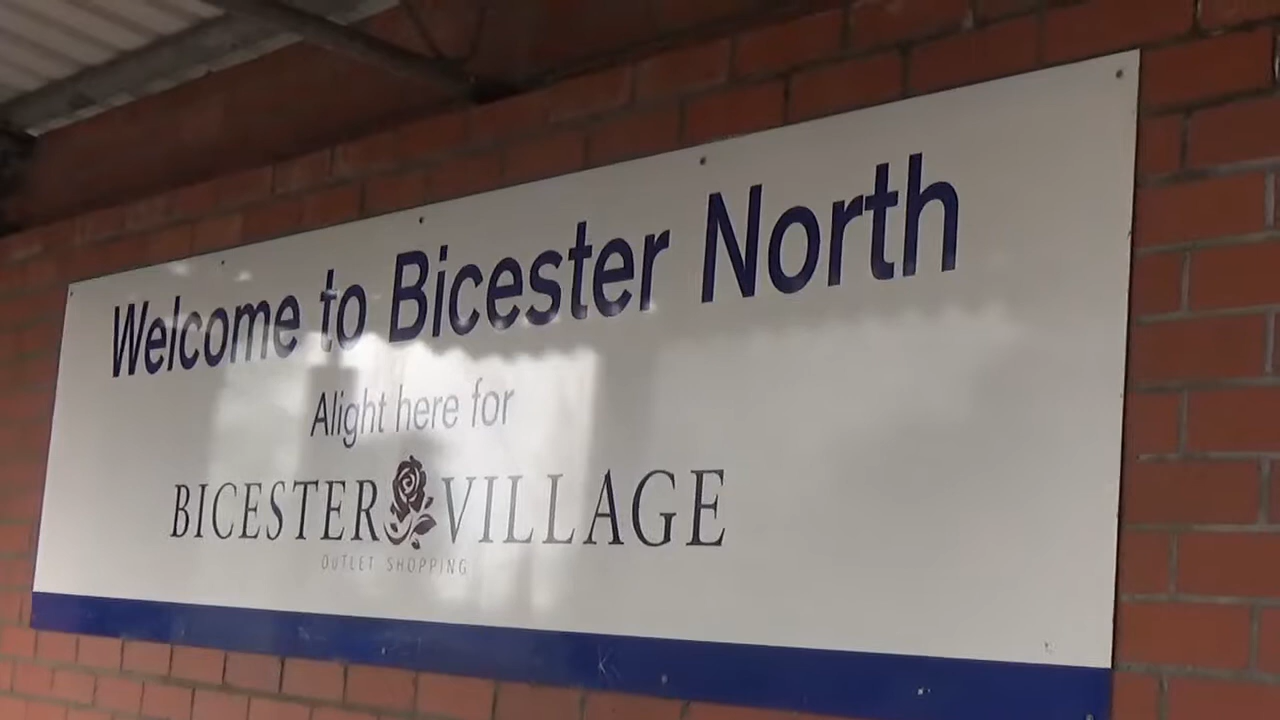 Welcome to Bicester North
Alight here for
BICESTER VILLAGE
OUTLET SHOPPING